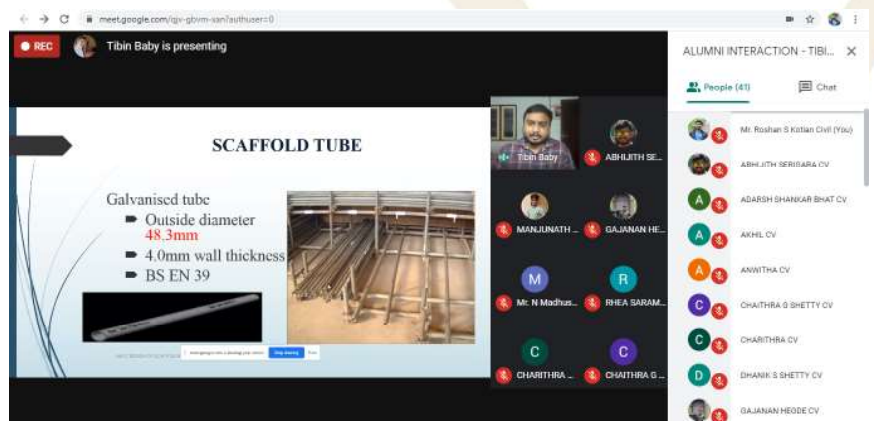 meet.google.com/qjv-gbvm-san?authuser=0
REC
Tibin Baby is presenting
SCAFFOLD TUBE
Galvanised tube
Outside diameter
48.3mm
4.0mm wall thickness
BS EN 39
Stop sharing
Hide
Tibin Baby
ABHIJITH SE...
MANJUNATH ...
GAJANAN HE...
M
Mr. N Madhus...
R
RHEA SARAM...
C
CHARITHRA ...
C
CHAITHRA G ...
ALUMNI INTERACTION - TIBI...
People (41)
Chat
Mr. Roshan S Kotian Civil (You)
ABHIJITH SERIGARA CV
A
ADARSH SHANKAR BHAT CV
A
AKHIL CV
A
ANWITHA CV
C
CHAITHRA G SHETTY CV
C
CHARITHRA CV
D
DHANIK S SHETTY CV
GAJANAN HEGDE CV